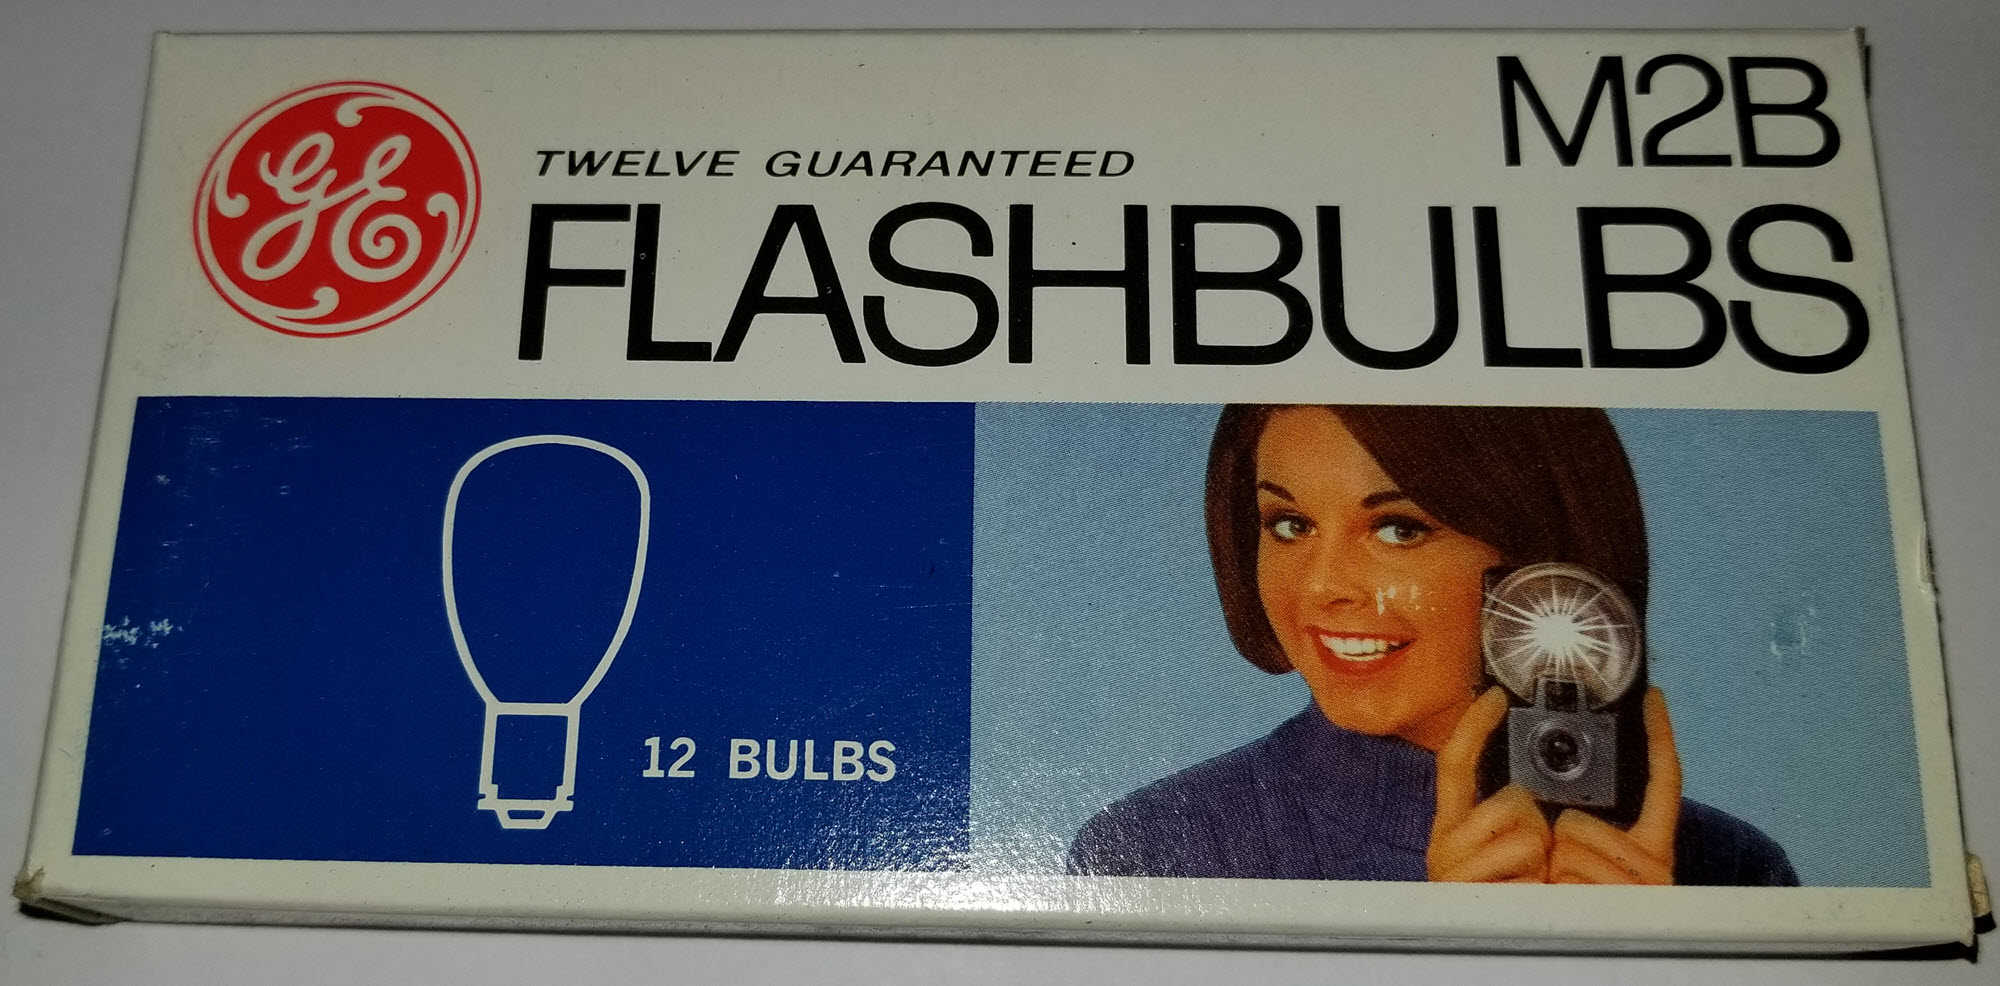 GE
M2B
TWELVE GUARANTEED
FLASHBULBS
12 BULBS